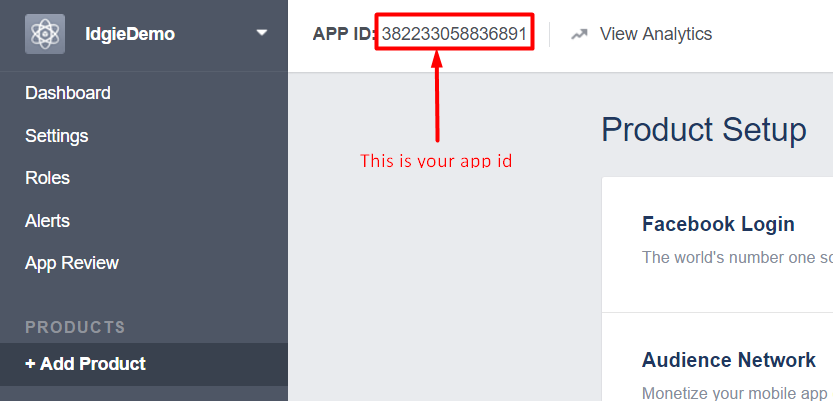 IdgieDemo
Dashboard
Settings
Roles
Alerts
App Review
PRODUCTS
+ Add Product
APP ID: 382233058836891
View Analytics
This is your app id
Product Setup
Facebook Login
The world's number one so
Audience Network
Monetize your mobile app